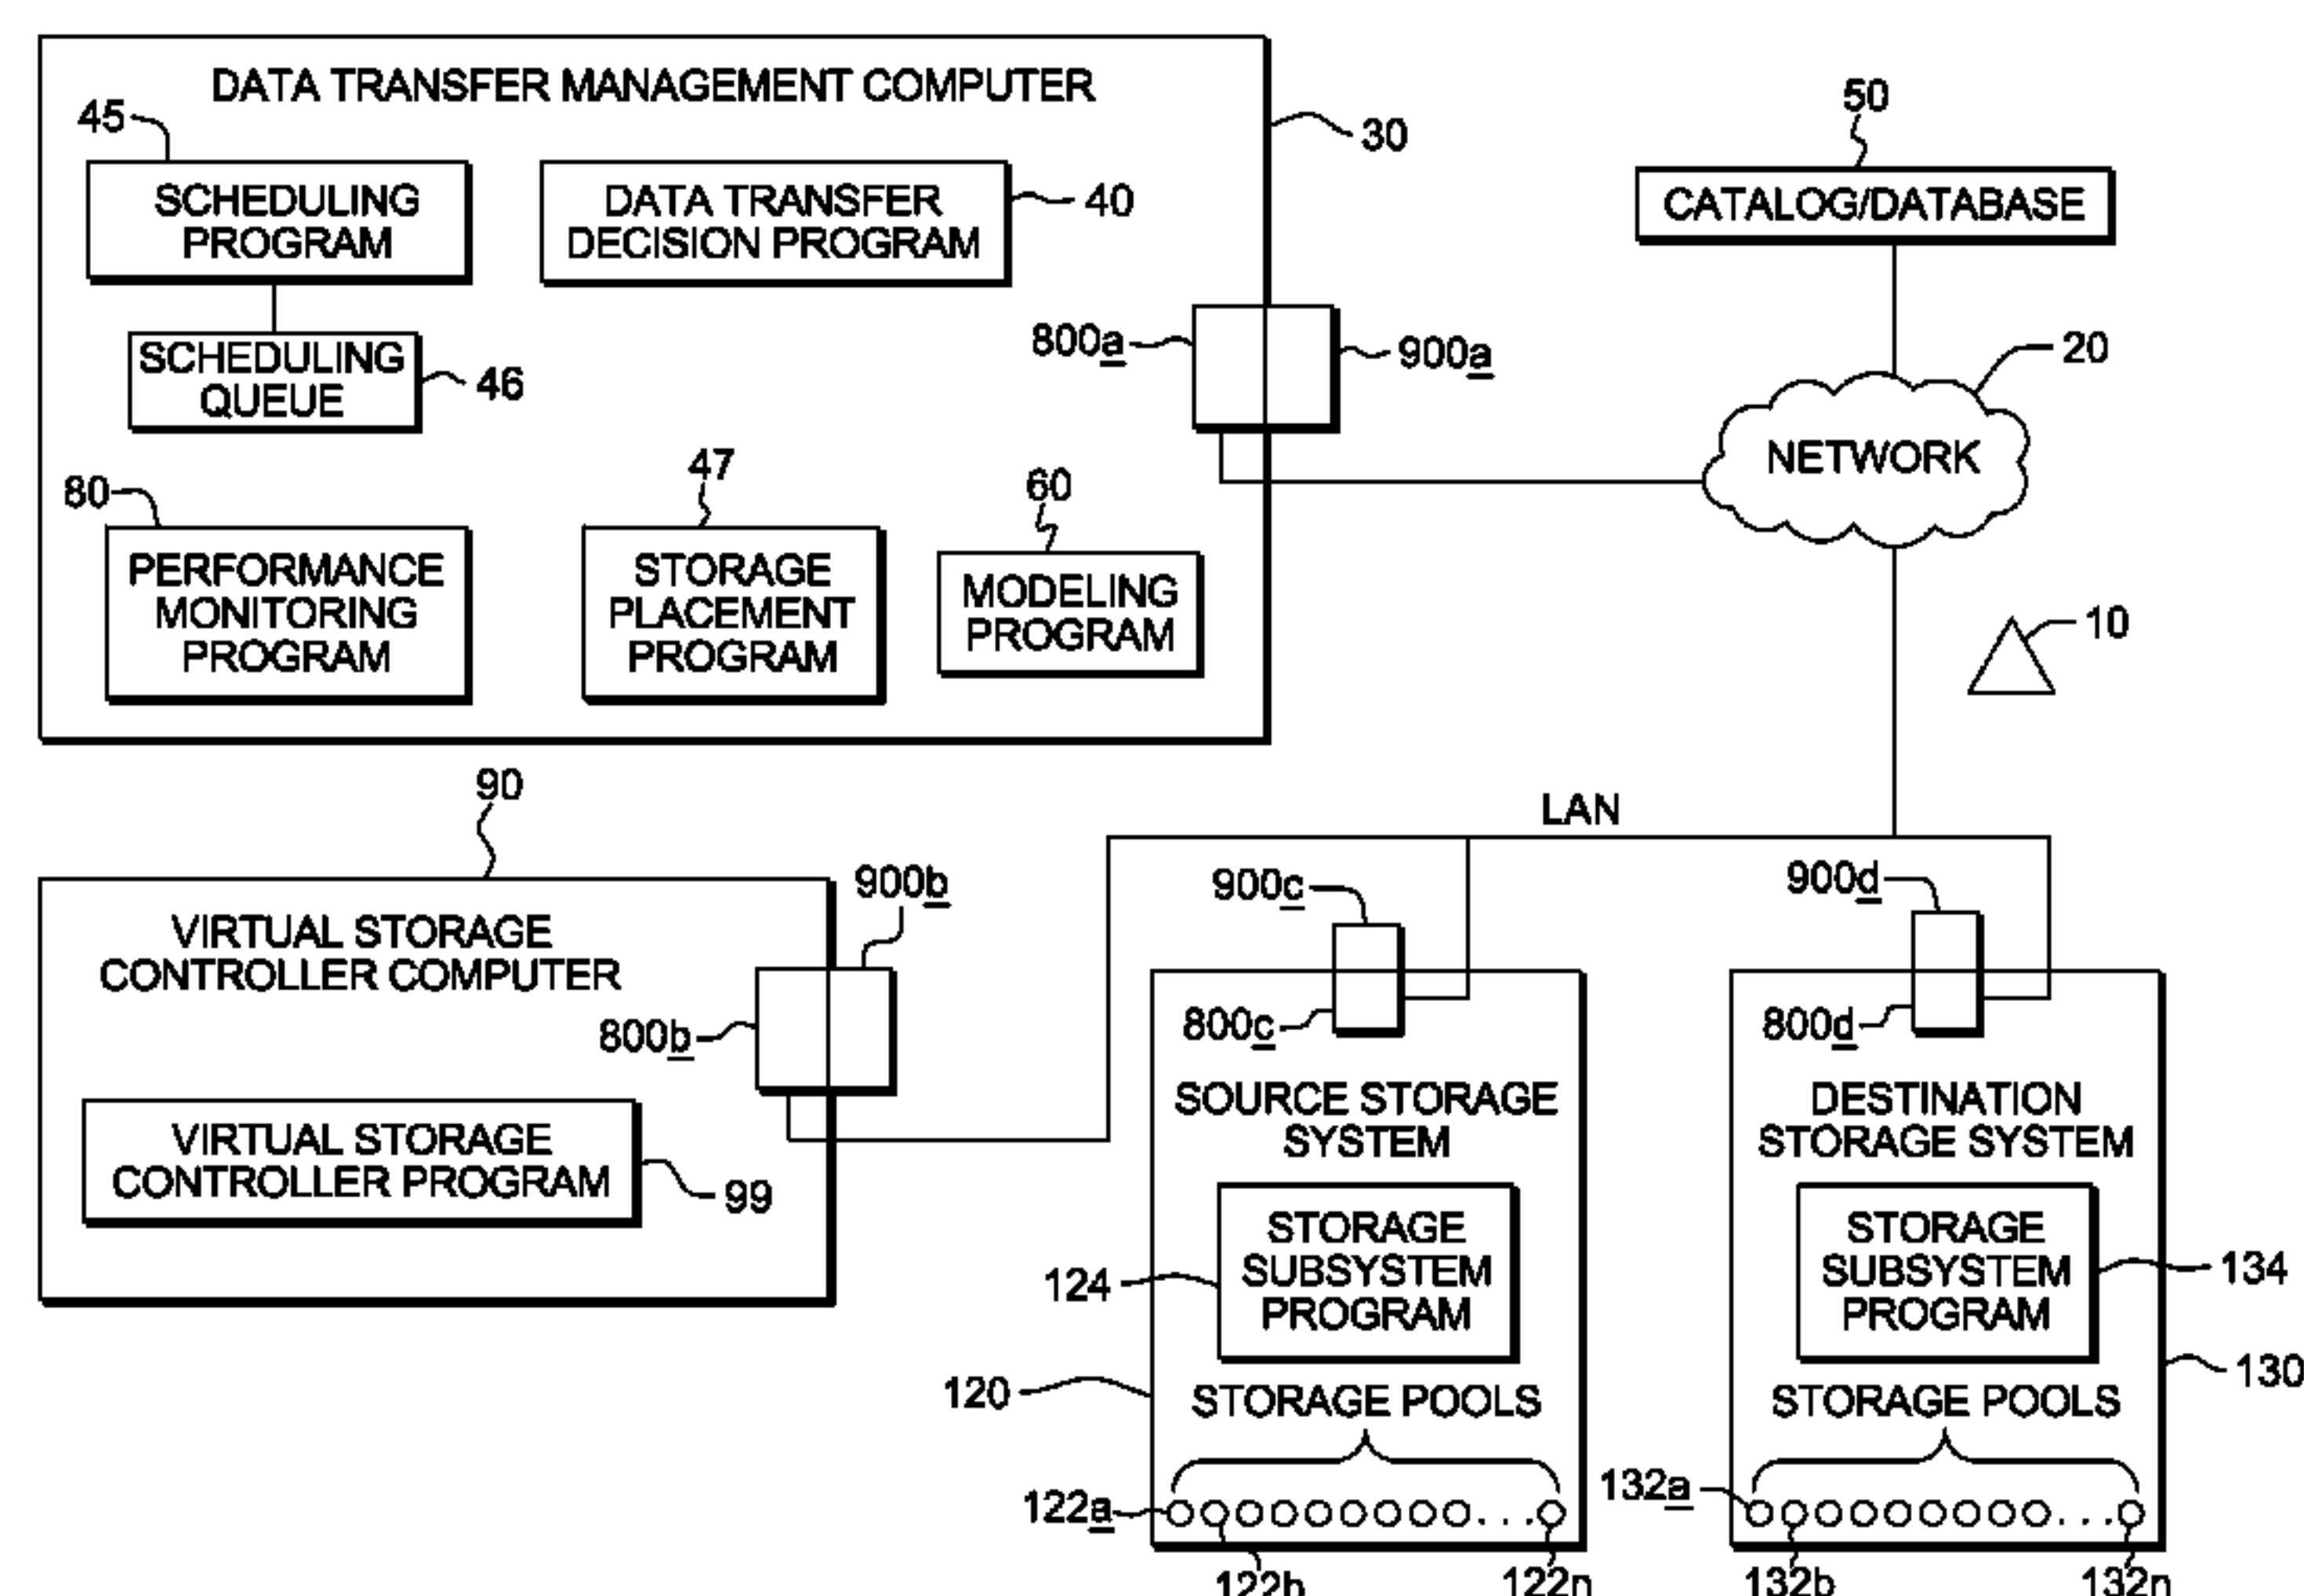 DATA TRANSFER MANAGEMENT COMPUTER
45
30
SCHEDULING
PROGRAM
DATA TRANSFER
DECISION PROGRAM
40
SCHEDULING
QUEUE
46
800a
900a
80
PERFORMANCE
MONITORING
PROGRAM
47
STORAGE
PLACEMENT
PROGRAM
60
MODELING
PROGRAM
50
CATALOG/DATABASE
20
NETWORK
10
LAN
90
VIRTUAL STORAGE
CONTROLLER COMPUTER
900b
800b
VIRTUAL STORAGE
CONTROLLER PROGRAM
99
900c
800c
SOURCE STORAGE
SYSTEM
STORAGE
SUBSYSTEM
PROGRAM
124
120
STORAGE POOLS
122a
...
122b
122n
900d
800d
DESTINATION
STORAGE SYSTEM
STORAGE
SUBSYSTEM
PROGRAM
134
130
STORAGE POOLS
132a
...
132b
132n